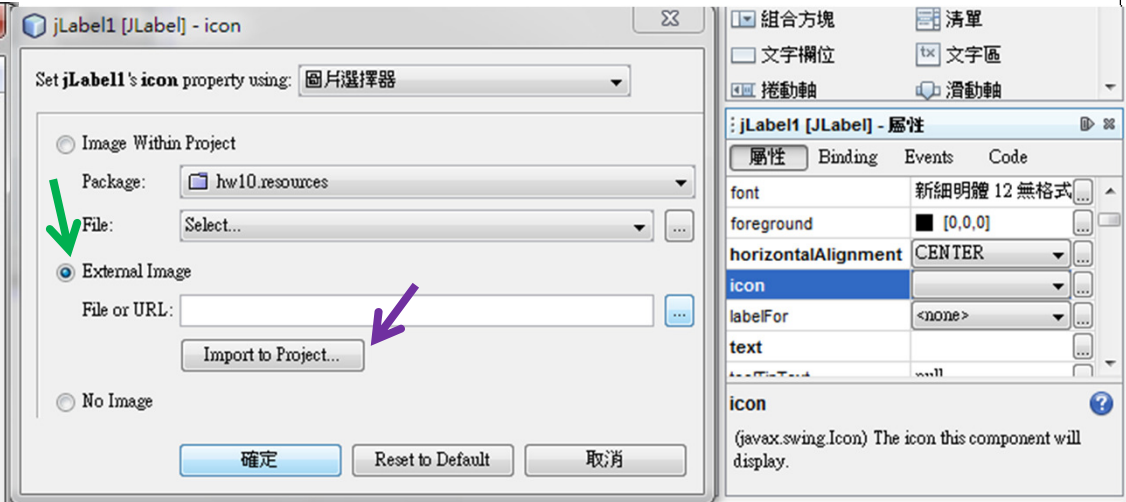 jLabel1 [JLabel] - icon
Set jLabel1's icon property using: 圖片選擇器
Image Within Project
Package: hw10.resources
File: Select... ...
External Image
File or URL: ...
Import to Project...
No Image
確定 Reset to Default 取消
組合方塊 清單
文字欄位 tx 文字區
捲動軸 滑動軸
jLabel1 [JLabel] - 屬性
屬性 Binding Events Code
font 新細明體 12 無格式 ...
foreground [0,0,0] ...
horizontalAlignment CENTER ...
icon ...
labelFor <none> ...
text ...
toolTipText null
icon ?
(javax.swing.Icon) The icon this component will
display.